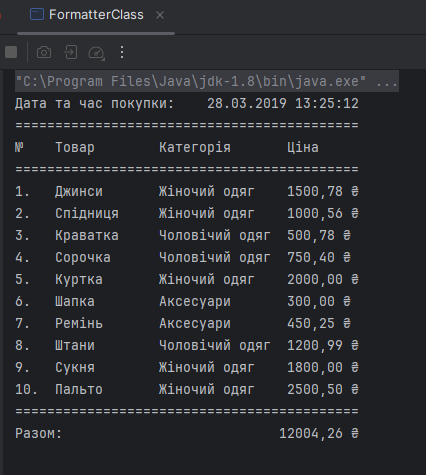 FormatterClass
"C:\Program Files\Java\jdk-1.8\bin\java.exe" ...
Дата та час покупки:    28.03.2019 13:25:12
===========================================
№    Товар        Категорія       Ціна
===========================================
1.   Джинси       Жіночий одяг    1500,78 ₴
2.   Спідниця     Жіночий одяг    1000,56 ₴
3.   Краватка     Чоловічий одяг  500,78 ₴
4.   Сорочка      Чоловічий одяг  750,40 ₴
5.   Куртка       Жіночий одяг    2000,00 ₴
6.   Шапка        Аксесуари       300,00 ₴
7.   Ремінь       Аксесуари       450,25 ₴
8.   Штани        Чоловічий одяг  1200,99 ₴
9.   Сукня        Жіночий одяг    1800,00 ₴
10.  Пальто       Жіночий одяг    2500,50 ₴
===========================================
Разом:                           12004,26 ₴